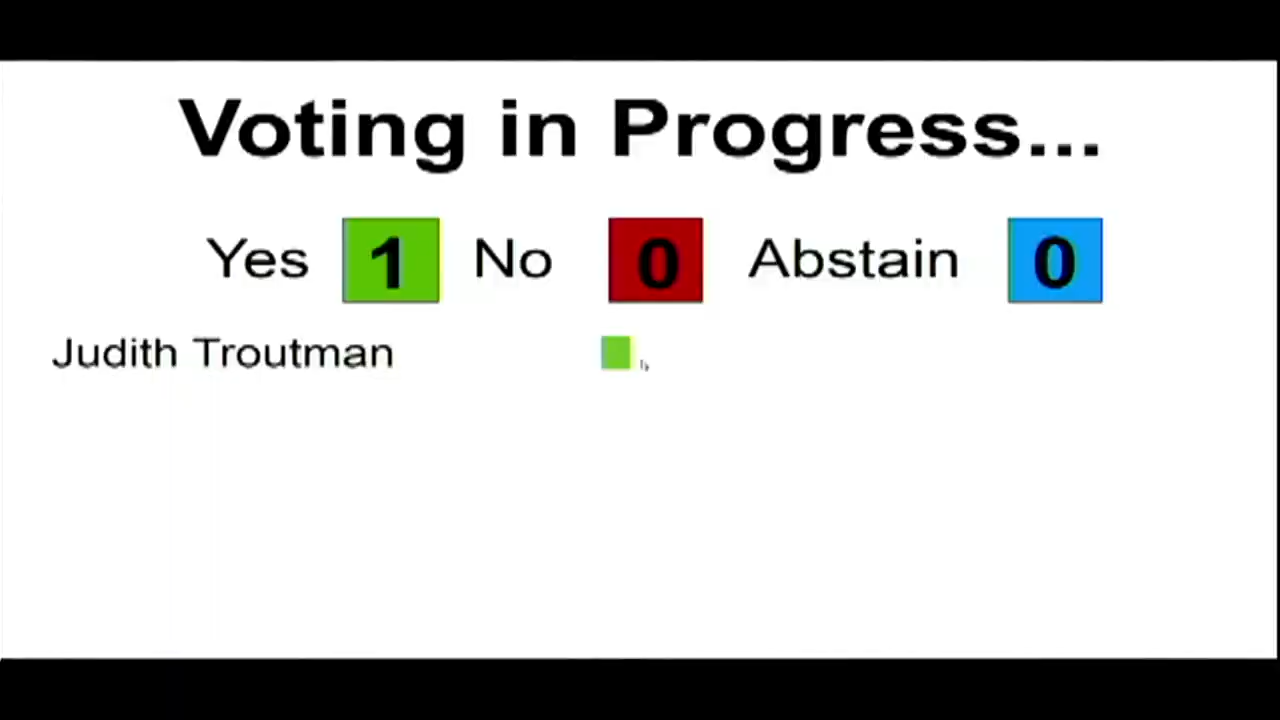 Voting in Progress...
Yes 1 No 0 Abstain 0
Judith Troutman